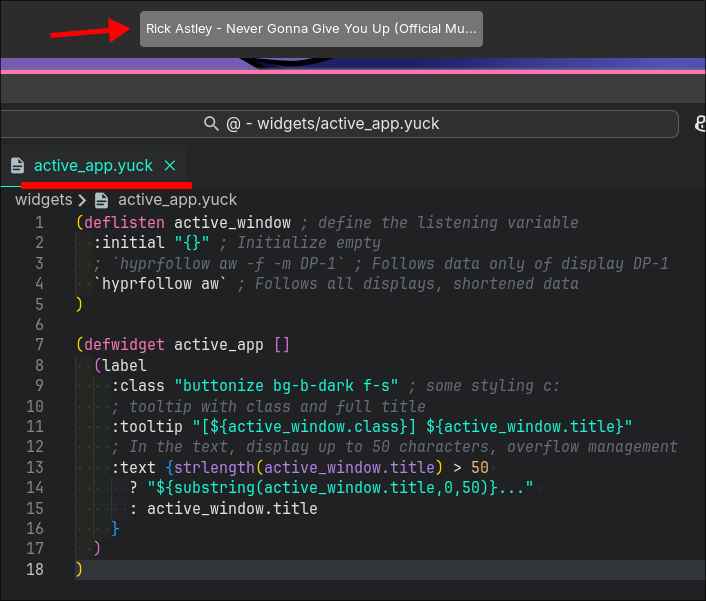 Rick Astley - Never Gonna Give You Up (Official Mu...
@ - widgets/active_app.yuck
active_app.yuck
widgets > active_app.yuck
1 (deflisten active_window ; define the listening variable
2 :initial "{}" ; Initialize empty
3 ; `hyprfollow aw -f -m DP-1` ; Follows data only of display DP-1
4 `hyprfollow aw` ; Follows all displays, shortened data
5 )
6
7 (defwidget active_app []
8 (label
9 :class "buttonize bg-b-dark f-s" ; some styling c:
10 ; tooltip with class and full title
11 :tooltip "[${active_window.class}] ${active_window.title}"
12 ; In the text, display up to 50 characters, overflow management
13 :text {strlength(active_window.title) > 50
14 ? "${substring(active_window.title,0,50)}..."
15 : active_window.title
16 }
17 )
18 )